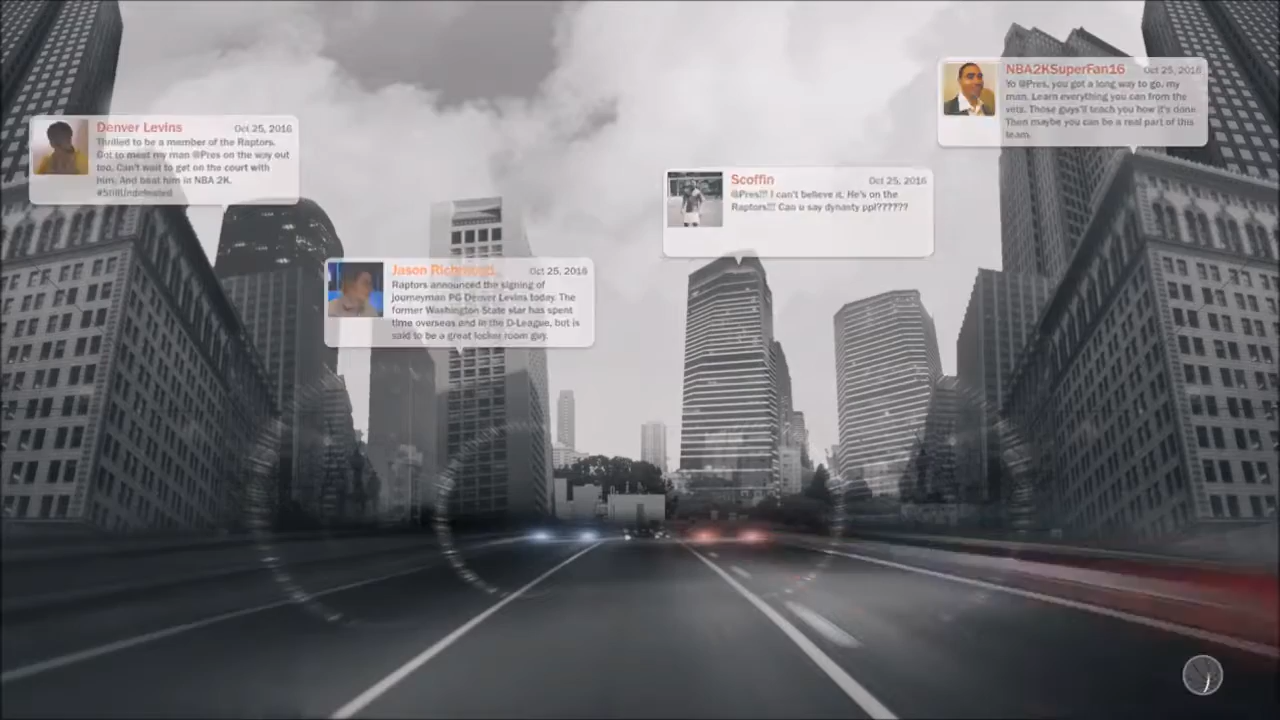 Denver Levins Oct 25, 2016
Thrilled to be a member of the Raptors.
Got to meet my man @Pres on the way out
too. Can't wait to get on the court with
him. And beat him in NBA 2K.
#StillUndefeated
Jason Richmond Oct 25, 2016
Raptors announced the signing of
journeyman PG Denver Levins today. The
former Washington State star has spent
time overseas and in the D-League, but is
said to be a great locker room guy.
Scoffin Oct 25, 2016
@Pres!!! I can't believe it. He's on the
Raptors!!! Can u say dynasty ppl??????
NBA2KSuperFan16 Oct 25, 2016
Yo @Pres, you got a long way to go, my
man. Learn everything you can from the
vets. Those guys'll teach you how it's done.
Then maybe you can be a real part of this
team.